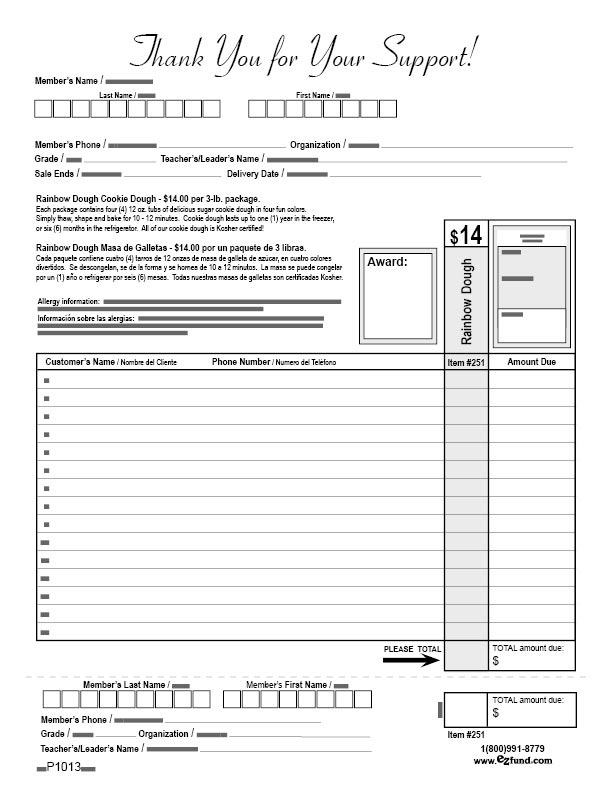 Thank You for Your Support!
Member's Name /
Last Name /
First Name /
Member's Phone /
Organization /
Grade /
Teacher's/Leader's Name /
Sale Ends /
Delivery Date /
Rainbow Dough Cookie Dough - $14.00 per 3-lb. package.
Each package contains four (4) 12 oz. tubs of delicious sugar cookie dough in four fun colors.
Simply thaw, shape and bake for 10 - 12 minutes. Cookie dough lasts up to one (1) year in the freezer,
or six (6) months in the refrigerator. All of our cookie dough is Kosher certified!
Rainbow Dough Masa de Galletas - $14.00 por un paquete de 3 libras.
Cada paquete contiene cuatro (4) tarros de 12 onzas de masa de galleta de azúcar, en cuatro colores
divertidos. Se descongelan, se de la forma y se hornea de 10 a 12 minutos. La masa se puede congelar
por un (1) año o refrigerar por seis (6) mesas. Todas nuestras masas de galletas son certificadas Kosher.
Allergy information:
Información sobre las alergias:
Award:
$14
Rainbow Dough
Customer's Name / Nombre del Cliente
Phone Number / Numero del Teléfono
Item #251
Amount Due
PLEASE TOTAL
TOTAL amount due:
$
Member's Last Name /
Member's First Name /
Member's Phone /
Grade /
Organization /
Teacher's/Leader's Name /
P1013
TOTAL amount due:
$
Item #251
1(800)991-8779
www.ezfund.com